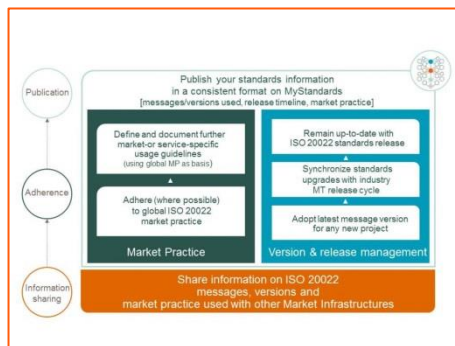 Publication
Adherence
Information
sharing
Publish your standards information
in a consistent format on MyStandards
[messages/versions used, release timeline, market practice]
Define and document further
market-or service-specific
usage guidelines
(using global MP as basis)
Adhere (where possible)
to global ISO 20022
market practice
Market Practice
Remain up-to-date with
ISO 20022 standards release
Synchronize standards
upgrades with industry
MT release cycle
Adopt latest message version
for any new project
Version & release management
Share information on ISO 20022
messages, versions and
market practice used with other Market Infrastructures